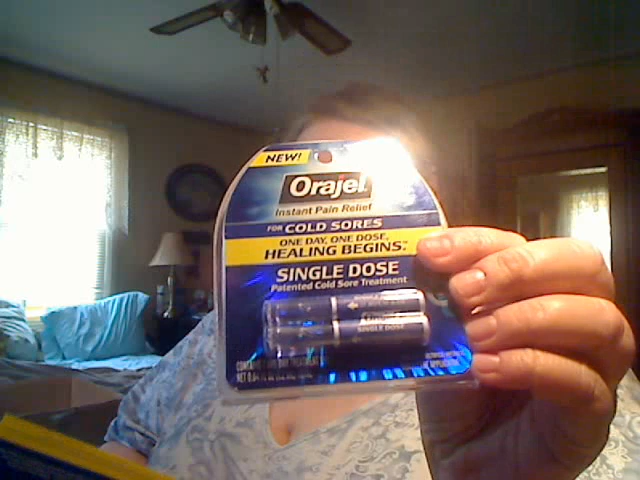 NEW!
Orajel
Instant Pain Relief
FOR COLD SORES
ONE DAY, ONE DOSE,
HEALING BEGINS.
SINGLE DOSE
Patented Cold Sore Treatment
SINGLE DOSE